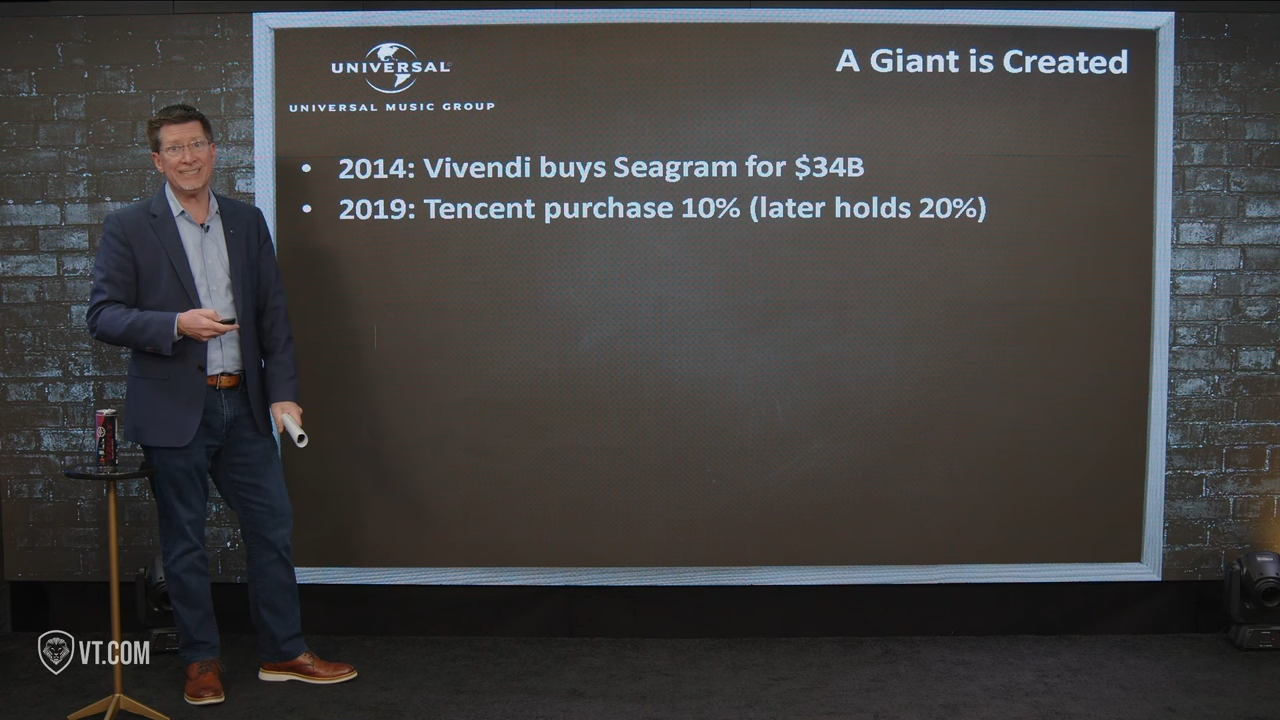 UNIVERSAL
UNIVERSAL MUSIC GROUP
A Giant is Created
• 2014: Vivendi buys Seagram for $34B
• 2019: Tencent purchase 10% (later holds 20%)
VT.COM